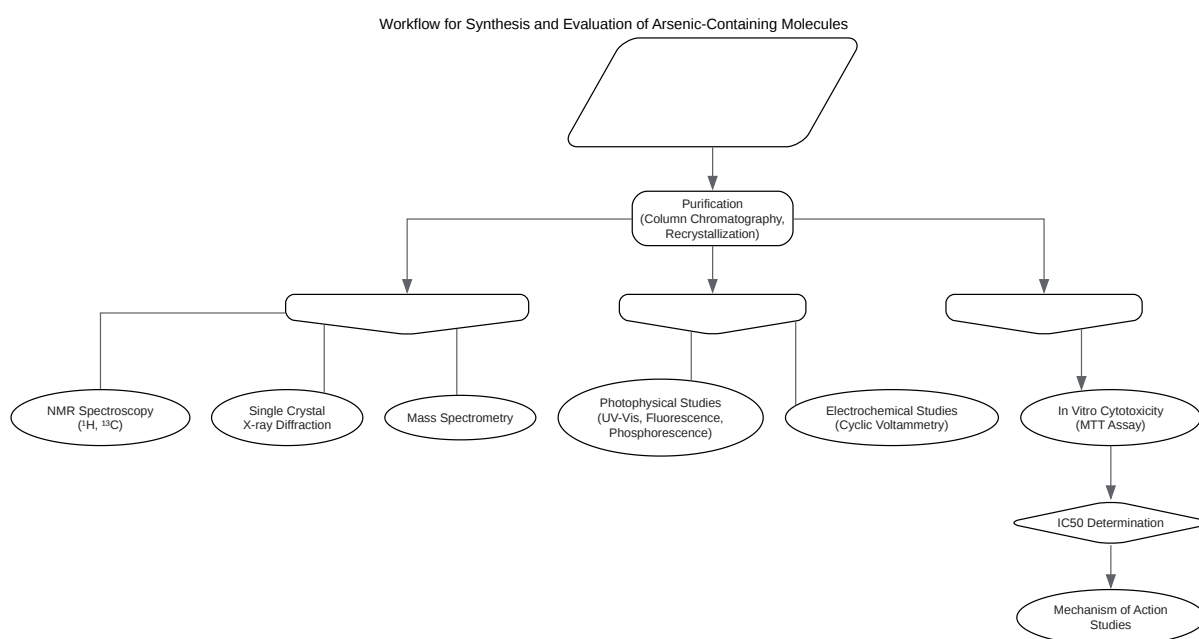 Workflow for Synthesis and Evaluation of Arsenic-Containing Molecules
Purification
(Column Chromatography,
Recrystallization)
NMR Spectroscopy
(¹H, ¹³C)
Single Crystal
X-ray Diffraction
Mass Spectrometry
Photophysical Studies
(UV-Vis, Fluorescence,
Phosphorescence)
Electrochemical Studies
(Cyclic Voltammetry)
In Vitro Cytotoxicity
(MTT Assay)
IC50 Determination
Mechanism of Action
Studies